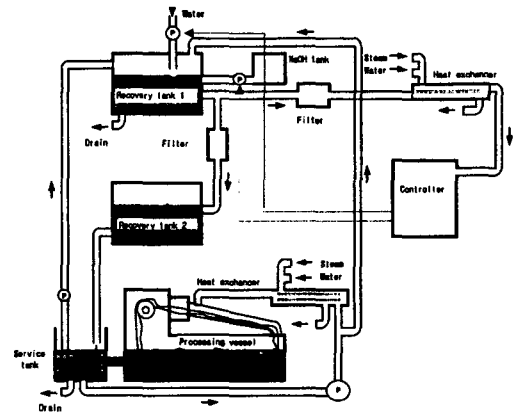 Water
P
NaOH tank
P
Steam
Water
Heat exchanger
Recovery tank 1
Drain
Filter
Filter
Controller
Recovery tank 2
Steam
Water
Heat exchanger
P
Processing vessel
Service
tank
P
Drain